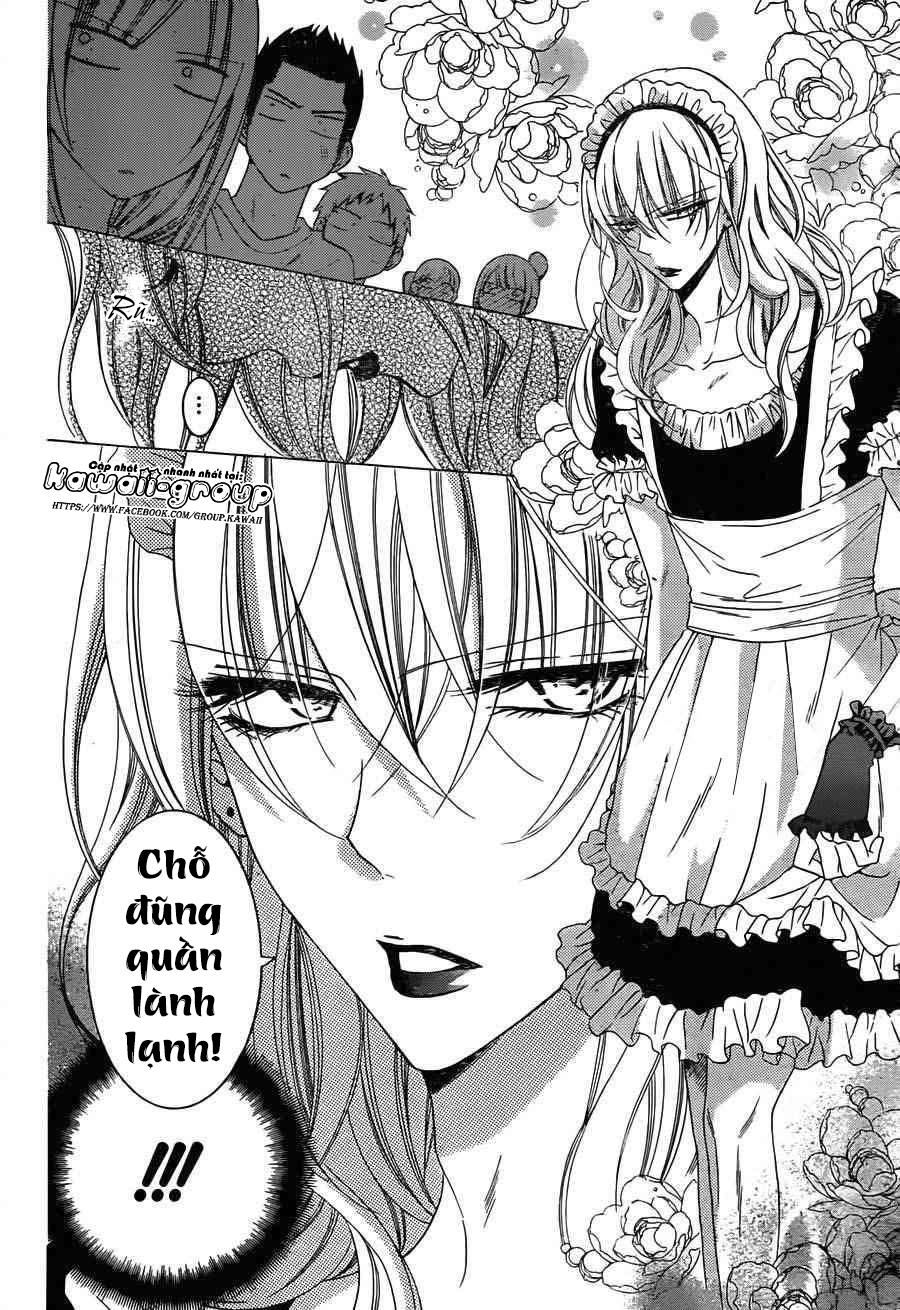 Rũ...
...
Cập nhật nhanh nhất tại:
kawaii-group
HTTPS://WWW.FACEBOOK.COM/GROUP.KAWAII
Chỗ
đũng
quần
lành
lạnh!
!!!